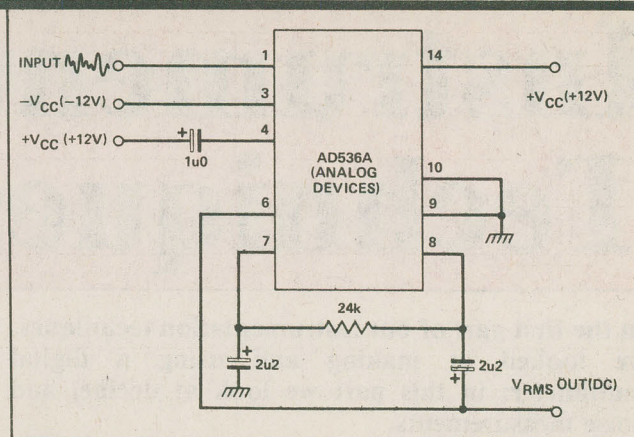 INPUT
1
14
−VCC(−12V)
3
+VCC(+12V)
+VCC (+12V)
+
4
1u0
AD536A
(ANALOG
DEVICES)
10
9
6
7
8
24k
+
2u2
2u2
+
VRMS OUT(DC)